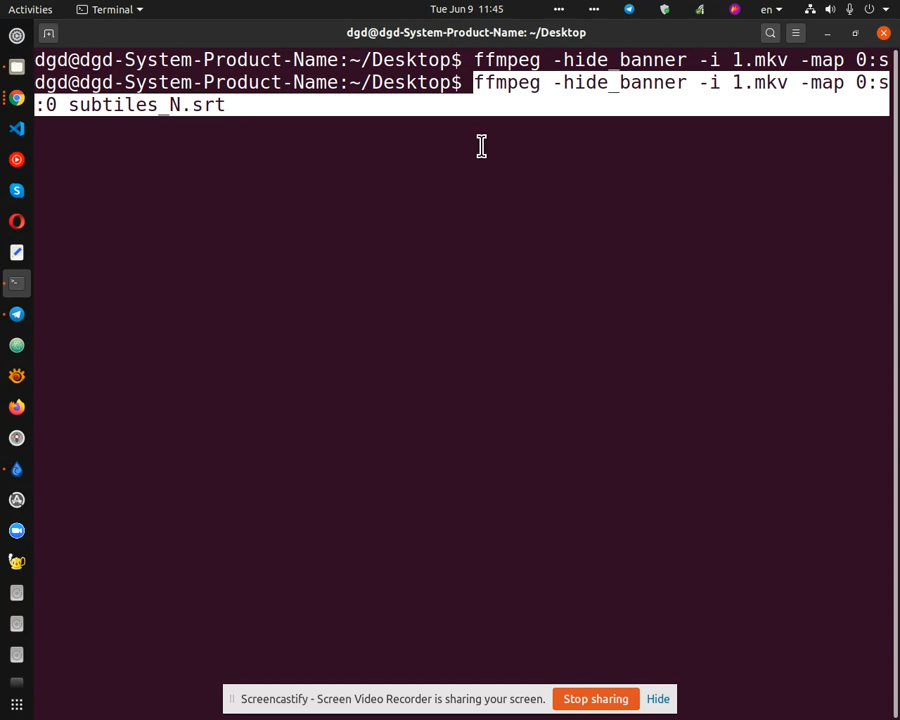 Activities Terminal Tue Jun 9 11:45 en
dgd@dgd-System-Product-Name: ~/Desktop
dgd@dgd-System-Product-Name:~/Desktop$ ffmpeg -hide_banner -i 1.mkv -map 0:s
dgd@dgd-System-Product-Name:~/Desktop$ ffmpeg -hide_banner -i 1.mkv -map 0:s
:0 subtiles_N.srt
Screencastify - Screen Video Recorder is sharing your screen. Stop sharing Hide